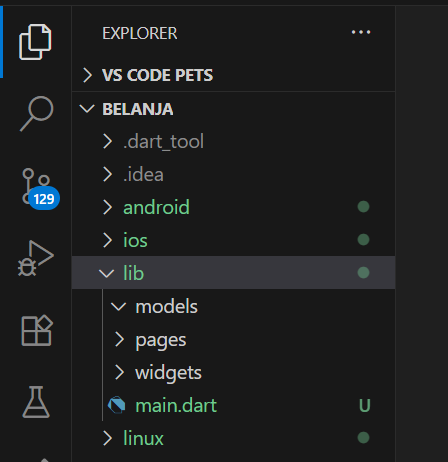 EXPLORER
VS CODE PETS
BELANJA
.dart_tool
.idea
android
129
ios
lib
models
pages
widgets
main.dart U
linux